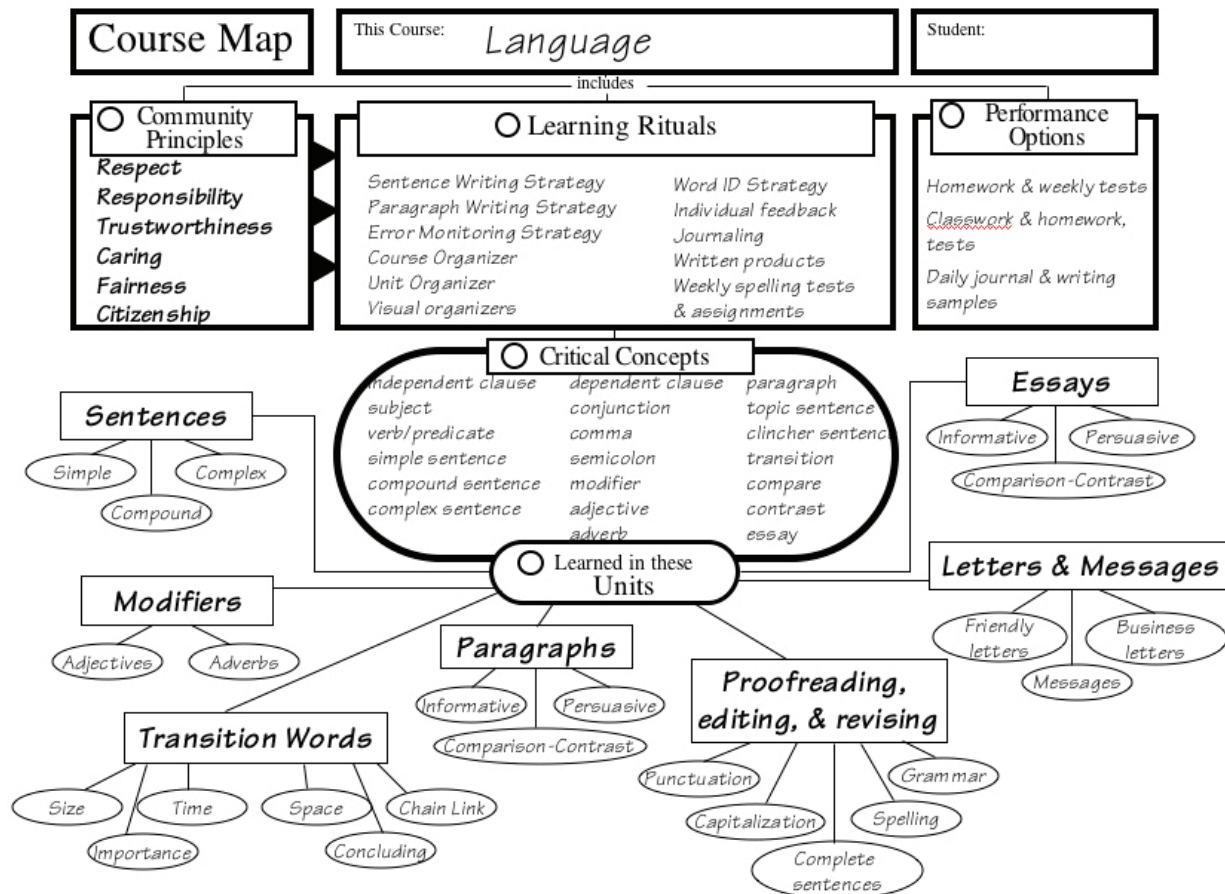 Course Map
This Course:
Language
Student:
includes
Community
Principles
Respect
Responsibility
Trustworthiness
Caring
Fairness
Citizenship
Learning Rituals
Sentence Writing Strategy
Paragraph Writing Strategy
Error Monitoring Strategy
Course Organizer
Unit Organizer
Visual organizers
Word ID Strategy
Individual feedback
Journaling
Written products
Weekly spelling tests
& assignments
Performance
Options
Homework & weekly tests
Classwork & homework,
tests
Daily journal & writing
samples
Critical Concepts
independent clause
subject
verb/predicate
simple sentence
compound sentence
complex sentence
dependent clause
conjunction
comma
semicolon
modifier
adjective
adverb
paragraph
topic sentence
clincher sentence
transition
compare
contrast
essay
Learned in these
Units
Sentences
Simple
Complex
Compound
Essays
Informative
Persuasive
Comparison-Contrast
Modifiers
Adjectives
Adverbs
Letters & Messages
Friendly
letters
Business
letters
Messages
Transition Words
Size
Time
Space
Chain Link
Importance
Concluding
Paragraphs
Informative
Persuasive
Comparison-Contrast
Proofreading,
editing, & revising
Punctuation
Grammar
Capitalization
Spelling
Complete
sentences